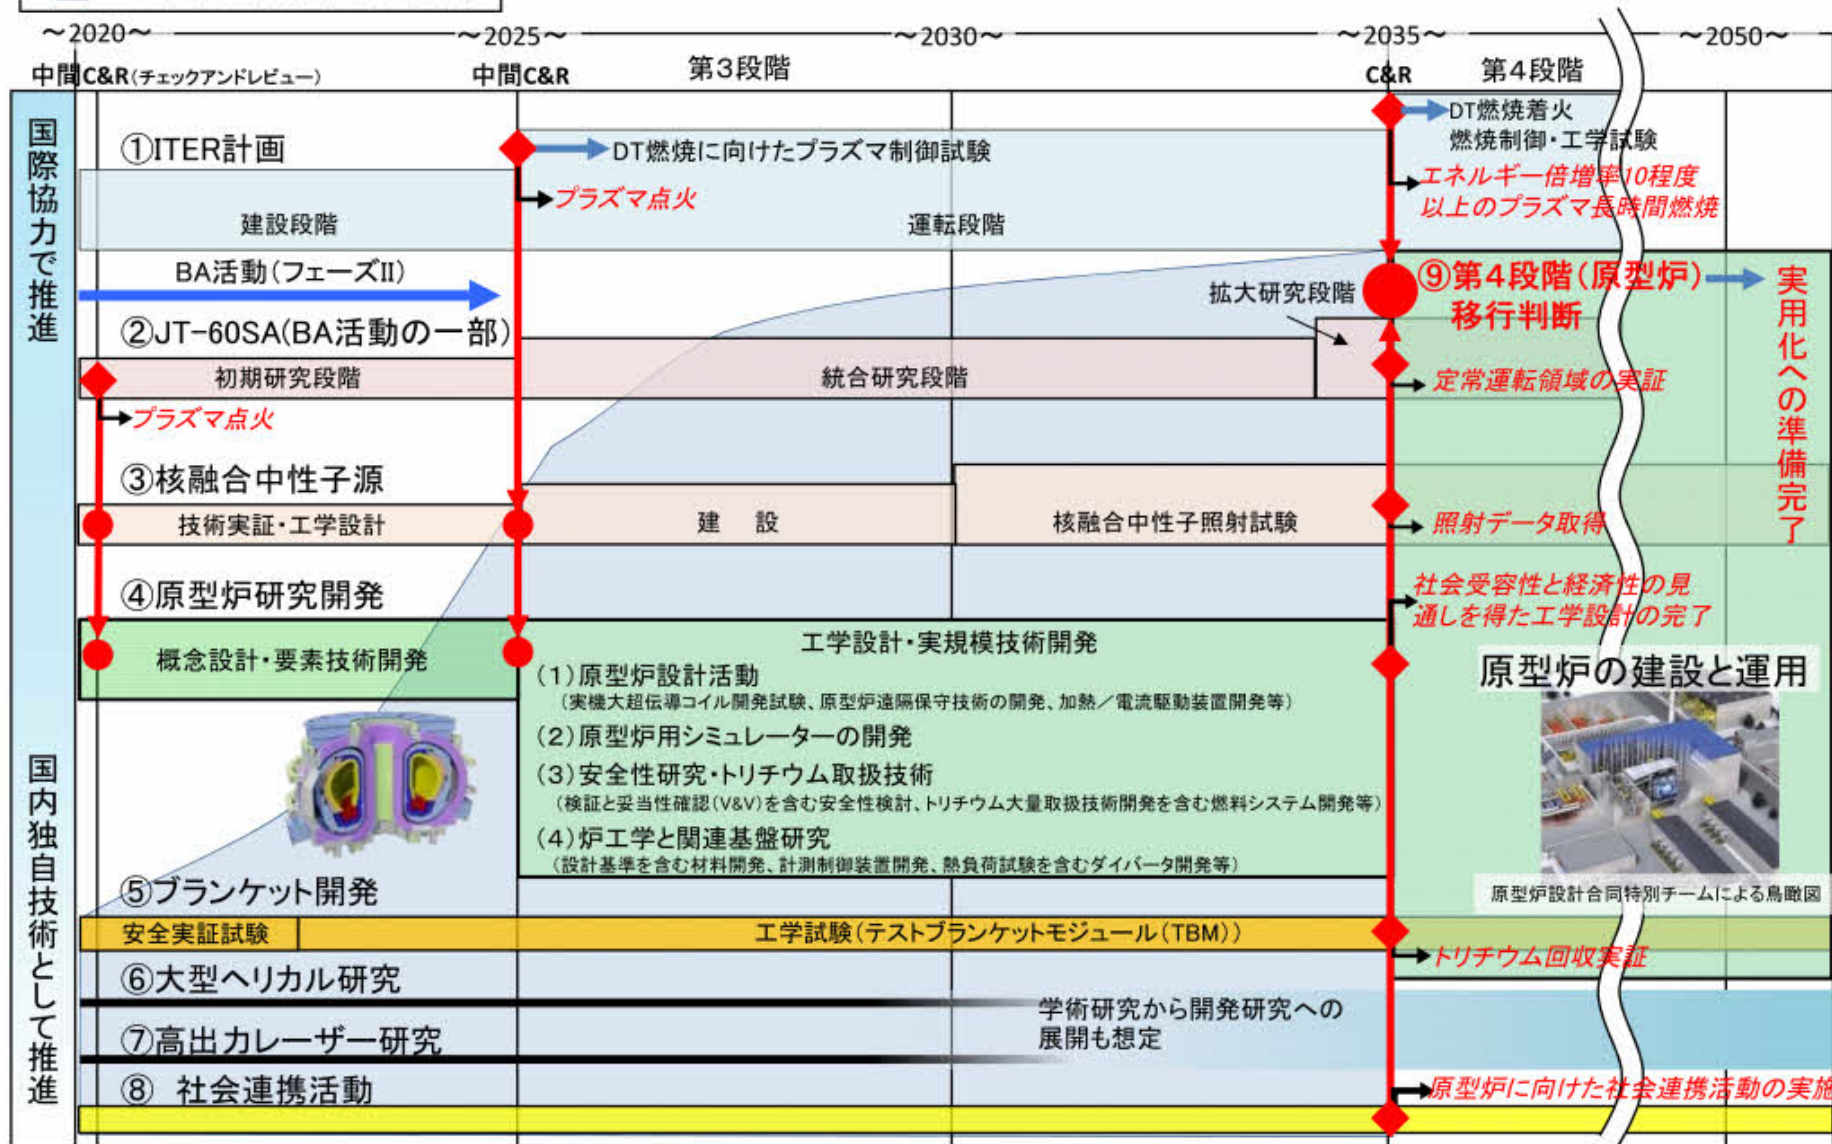 ～2020～
～2025～
～2030～
～2035～
～2050～
中間C&R(チェックアンドレビュー)
中間C&R
第3段階
C&R
第4段階
国際協力で推進
①ITER計画
DT燃焼に向けたプラズマ制御試験
DT燃焼着火
燃焼制御・工学試験
プラズマ点火
エネルギー倍増率10程度
以上のプラズマ長時間燃焼
建設段階
運転段階
BA活動(フェーズII)
拡大研究段階
⑨第4段階(原型炉)
移行判断
実用化への準備完了
②JT-60SA(BA活動の一部)
初期研究段階
統合研究段階
定常運転領域の実証
プラズマ点火
③核融合中性子源
技術実証・工学設計
建　設
核融合中性子照射試験
照射データ取得
④原型炉研究開発
社会受容性と経済性の見
通しを得た工学設計の完了
概念設計・要素技術開発
工学設計・実規模技術開発
(1)原型炉設計活動
(実機大超伝導コイル開発試験、原型炉遠隔保守技術の開発、加熱／電流駆動装置開発等)
(2)原型炉用シミュレーターの開発
(3)安全性研究・トリチウム取扱技術
(検証と妥当性確認(V&V)を含む安全性検討、トリチウム大量取扱技術開発を含む燃料システム開発等)
(4)炉工学と関連基盤研究
(設計基準を含む材料開発、計測制御装置開発、熱負荷試験を含むダイバータ開発等)
原型炉の建設と運用
原型炉設計合同特別チームによる鳥瞰図
国内独自技術として推進
⑤ブランケット開発
安全実証試験
工学試験(テストブランケットモジュール(TBM))
トリチウム回収実証
⑥大型ヘリカル研究
学術研究から開発研究への
展開も想定
⑦高出力レーザー研究
⑧ 社会連携活動
原型炉に向けた社会連携活動の実施